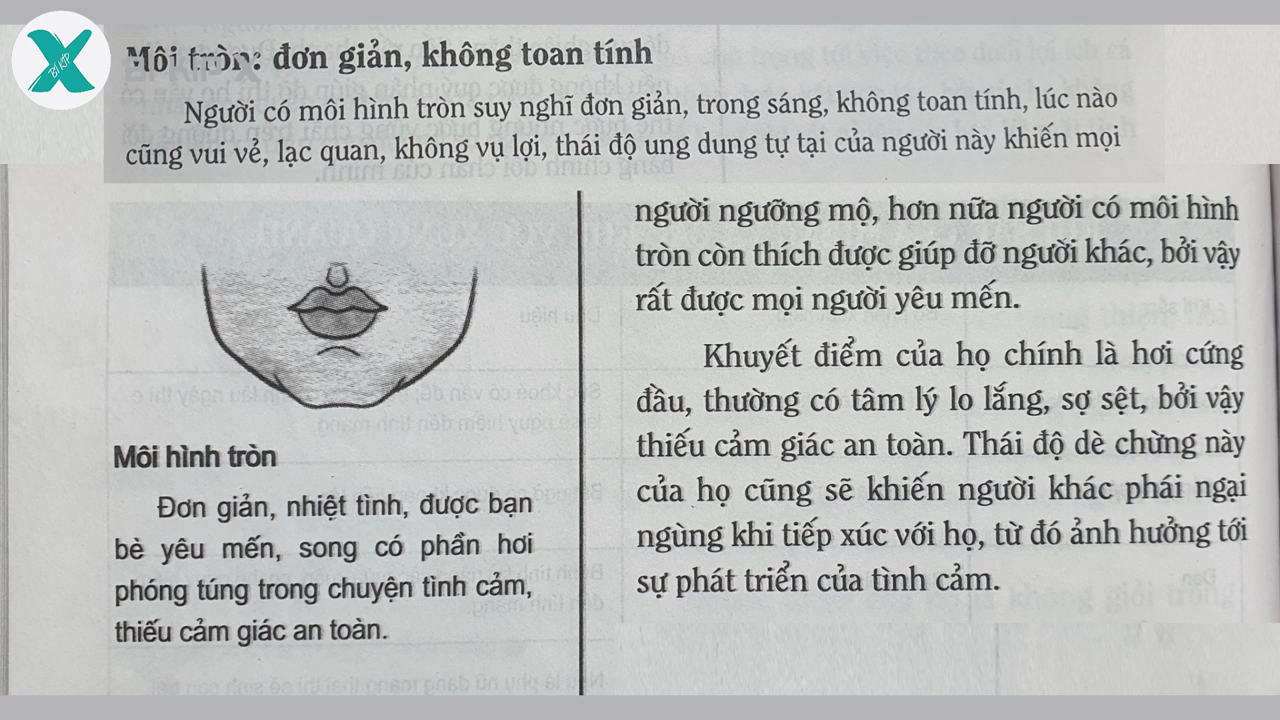 Môi tròn: đơn giản, không toan tính
Người có môi hình tròn suy nghĩ đơn giản, trong sáng, không toan tính, lúc nào
cũng vui vẻ, lạc quan, không vụ lợi, thái độ ung dung tự tại của người này khiến mọi
người ngưỡng mộ, hơn nữa người có môi hình
tròn còn thích được giúp đỡ người khác, bởi vậy
rất được mọi người yêu mến.
Khuyết điểm của họ chính là hơi cứng
đầu, thường có tâm lý lo lắng, sợ sệt, bởi vậy
thiếu cảm giác an toàn. Thái độ dè chừng này
của họ cũng sẽ khiến người khác phái ngại
ngùng khi tiếp xúc với họ, từ đó ảnh hưởng tới
sự phát triển của tình cảm.
Môi hình tròn
Đơn giản, nhiệt tình, được bạn
bè yêu mến, song có phần hơi
phóng túng trong chuyện tình cảm,
thiếu cảm giác an toàn.
X
BÍ KÍP